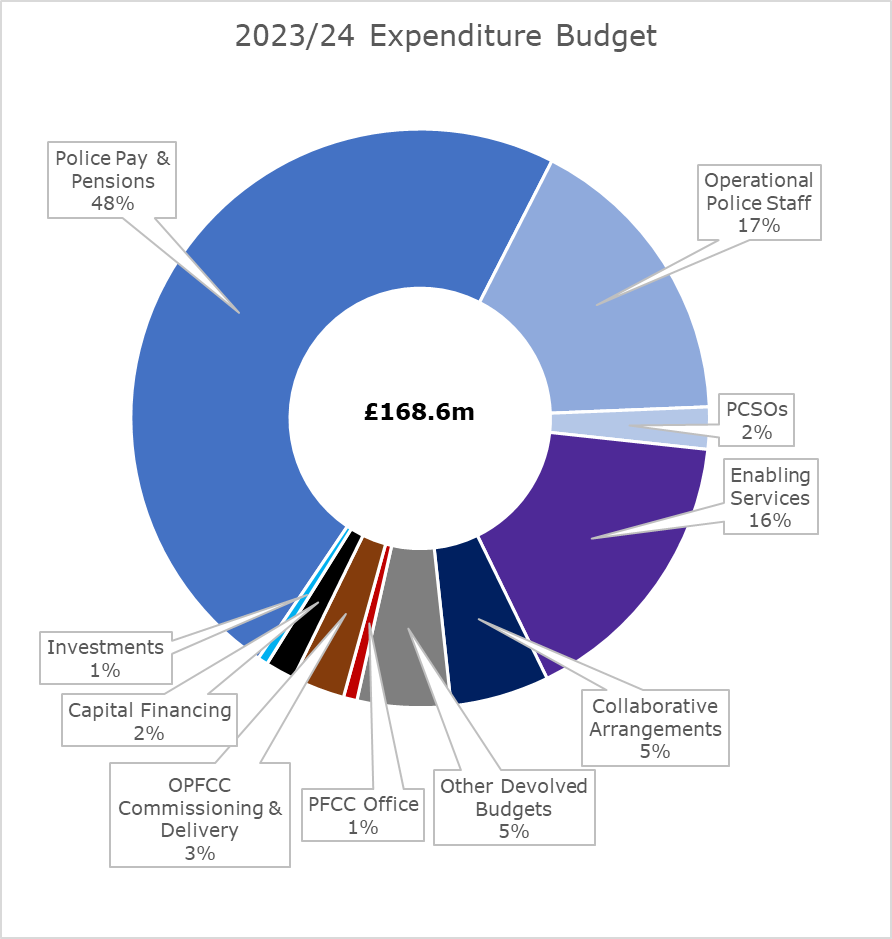 2023/24 Expenditure Budget
Police Pay &
Pensions
48%
Operational
Police Staff
17%
£168.6m
PCSOs
2%
Enabling
Services
16%
Investments
1%
Capital Financing
2%
Collaborative
Arrangements
5%
OPFCC
Commissioning &
Delivery
3%
PFCC Office
1%
Other Devolved
Budgets
5%